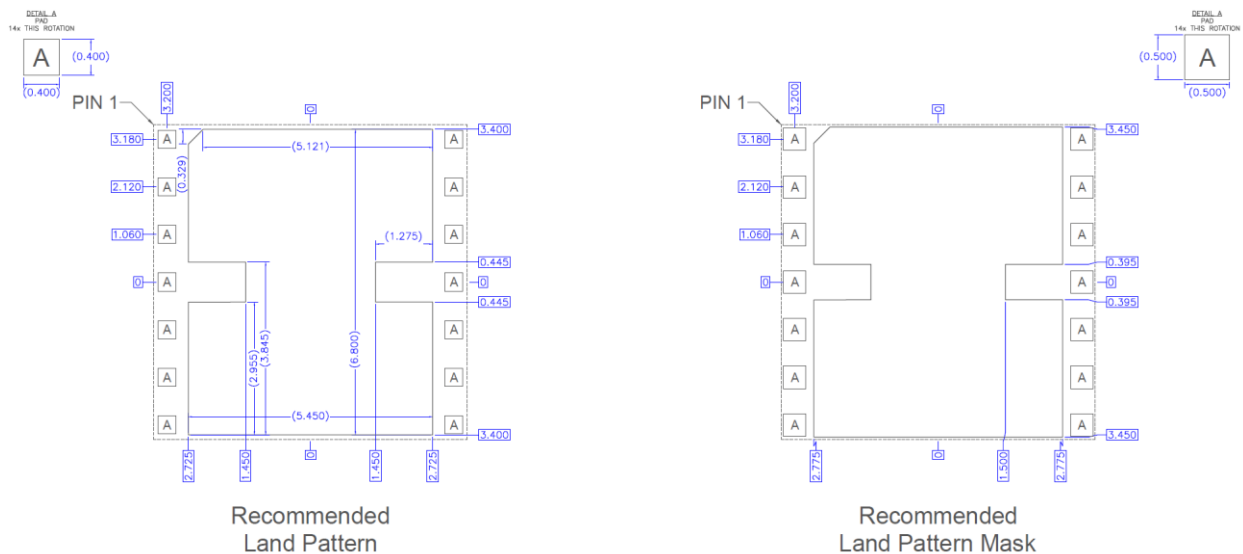 DETAIL A
PAD
14x THIS ROTATION
A
(0.400)
(0.400)
PIN 1
3.200
0
3.180
A
A
3.400
(5.121)
(0.329)
2.120
A
A
1.060
A
A
(1.275)
0.445
0
A
A
0
0.445
A
A
(2.955)
(3.845)
(6.800)
A
A
(5.450)
A
A
3.400
2.725
1.450
0
1.450
2.725
Recommended
Land Pattern
DETAIL A
PAD
14x THIS ROTATION
(0.500)
A
(0.500)
PIN 1
3.200
0
3.180
A
A
3.450
2.120
A
A
1.060
A
A
0.395
0
A
A
0
0.395
A
A
A
A
A
A
3.450
2.775
0
1.500
2.775
Recommended
Land Pattern Mask